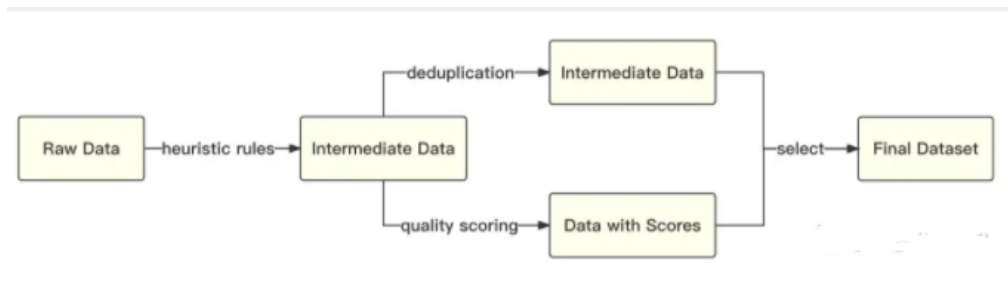 deduplication
Intermediate Data
Raw Data
heuristic rules
Intermediate Data
select
Final Dataset
quality scoring
Data with Scores